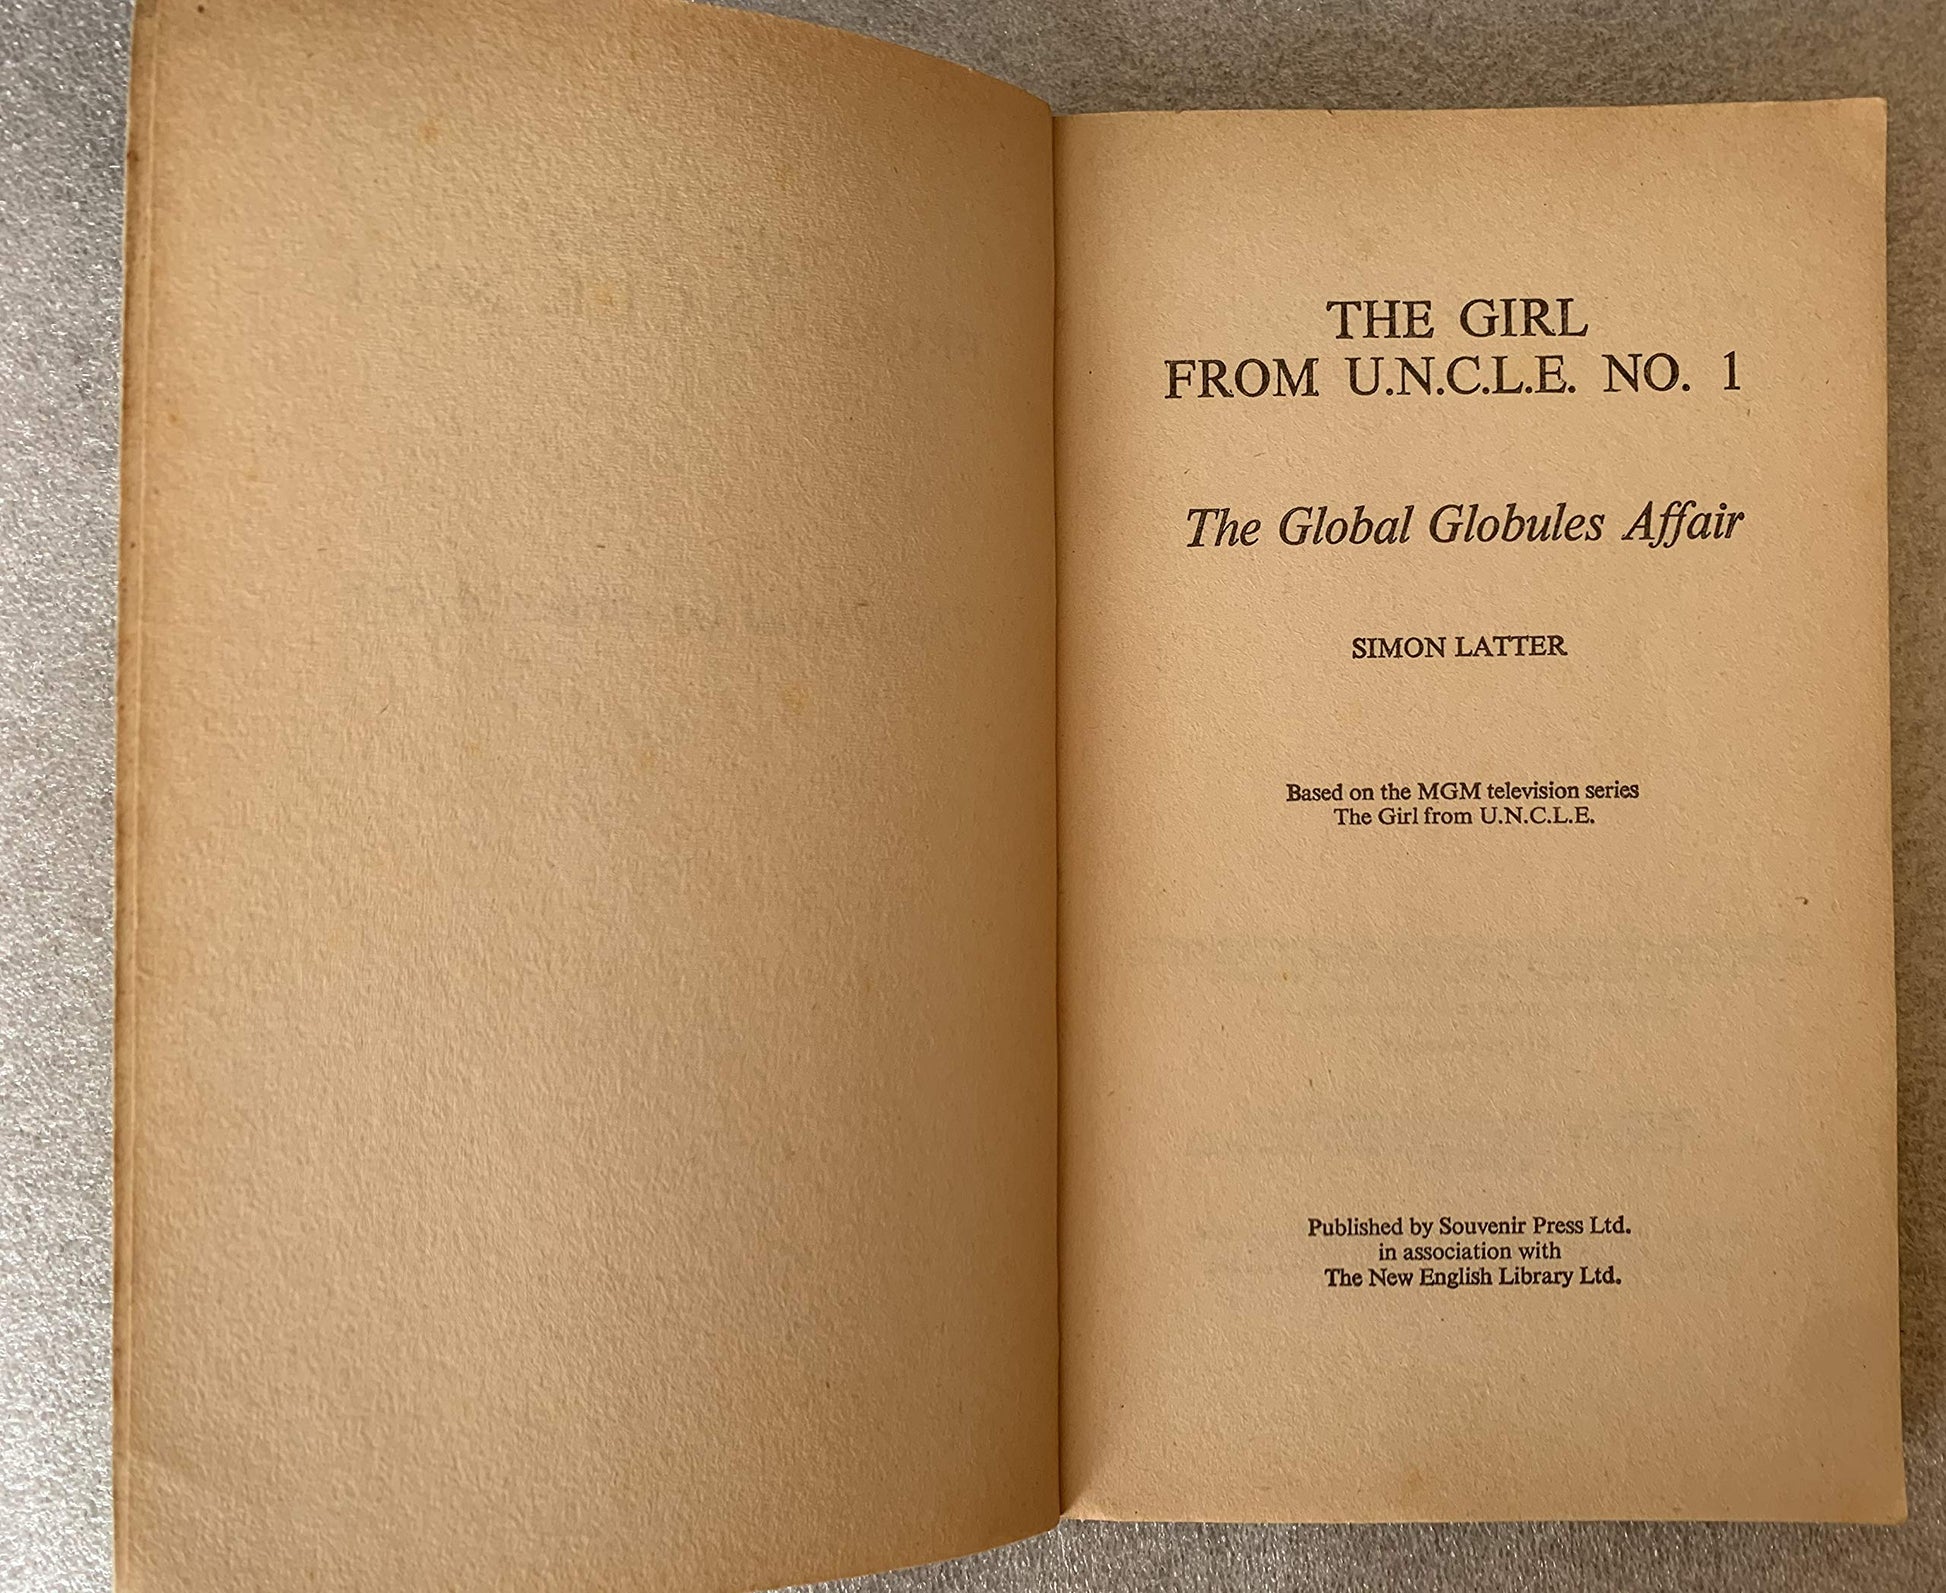 THE GIRL
FROM U.N.C.L.E. NO. 1
The Global Globules Affair
SIMON LATTER
Based on the MGM television series
The Girl from U.N.C.L.E.
Published by Souvenir Press Ltd.
in association with
The New English Library Ltd.